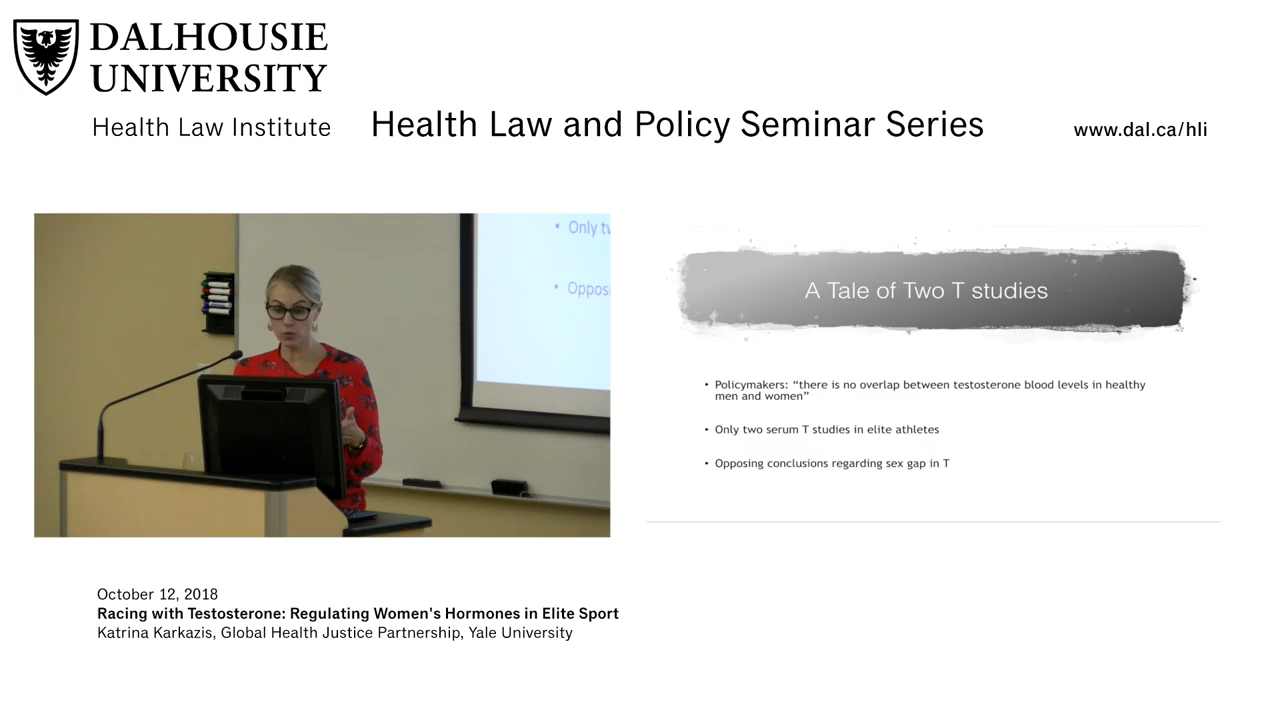 DALHOUSIE
UNIVERSITY
Health Law Institute
Health Law and Policy Seminar Series
www.dal.ca/hli
• Only
• 
A Tale of Two T studies
• Policymakers: “there is no overlap between testosterone blood levels in healthy
men and women”
• Only two serum T studies in elite athletes
• Opposing conclusions regarding sex gap in T
October 12, 2018
Racing with Testosterone: Regulating Women's Hormones in Elite Sport
Katrina Karkazis, Global Health Justice Partnership, Yale University